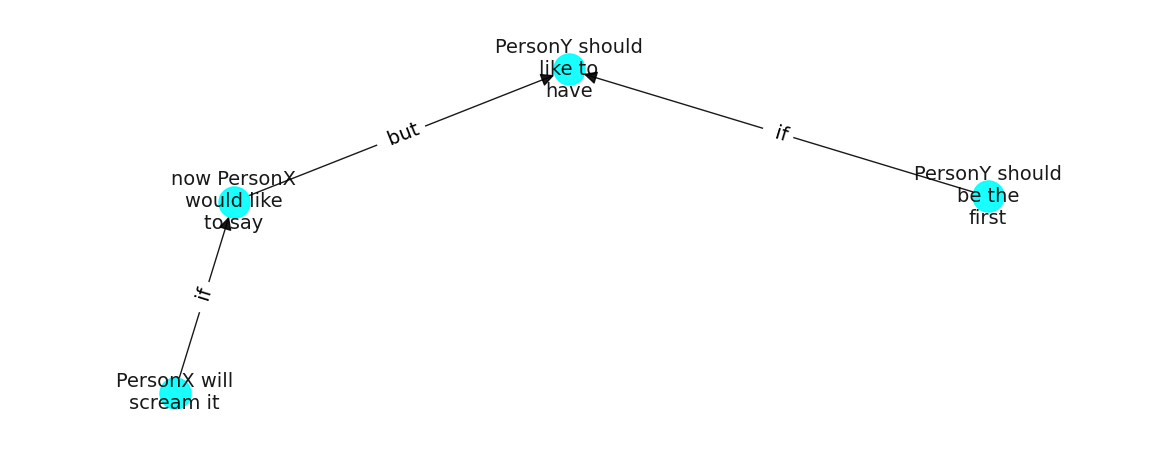 PersonY should
like to
have
but
if
now PersonX
would like
to say
PersonY should
be the
first
if
PersonX will
scream it